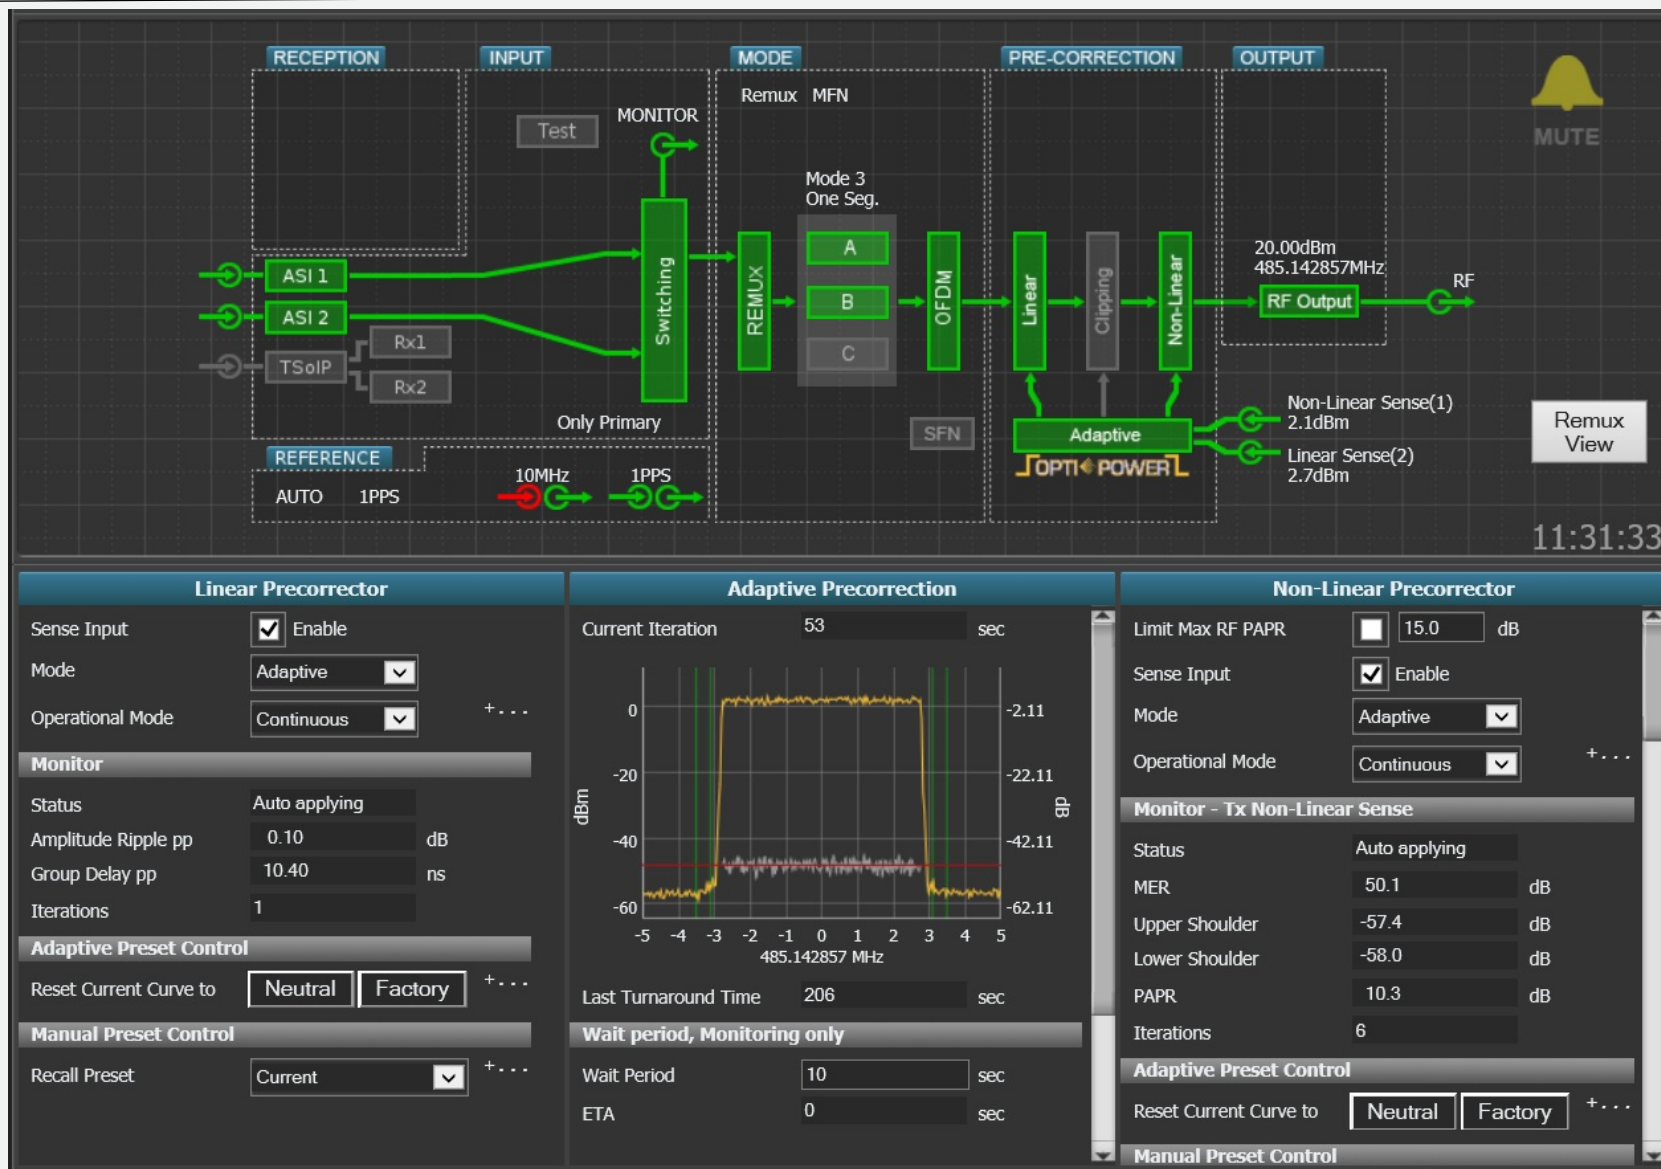 RECEPTION
INPUT
MODE
PRE-CORRECTION
OUTPUT
Remux MFN
Test
MONITOR
MUTE
Mode 3
One Seg.
ASI 1
ASI 2
TSoIP
Rx1
Rx2
Switching
Only Primary
REMUX
A
B
C
OFDM
SFN
Linear
Clipping
Non-Linear
Adaptive
OPTI POWER
20.00dBm
485.142857MHz
RF Output
RF
Non-Linear Sense(1)
2.1dBm
Linear Sense(2)
2.7dBm
Remux
View
REFERENCE
AUTO 1PPS
10MHz
1PPS
11:31:33
Linear Precorrector
Sense Input Enable
Mode Adaptive
Operational Mode Continuous +...
Monitor
Status Auto applying
Amplitude Ripple pp 0.10 dB
Group Delay pp 10.40 ns
Iterations 1
Adaptive Preset Control
Reset Current Curve to Neutral Factory +...
Manual Preset Control
Recall Preset Current +...
Adaptive Precorrection
Current Iteration 53 sec
0 -2.11
-20 -22.11
dBm dB
-40 -42.11
-60 -62.11
-5 -4 -3 -2 -1 0 1 2 3 4 5
485.142857 MHz
Last Turnaround Time 206 sec
Wait period, Monitoring only
Wait Period 10 sec
ETA 0 sec
Non-Linear Precorrector
Limit Max RF PAPR 15.0 dB
Sense Input Enable
Mode Adaptive
Operational Mode Continuous +...
Monitor - Tx Non-Linear Sense
Status Auto applying
MER 50.1 dB
Upper Shoulder -57.4 dB
Lower Shoulder -58.0 dB
PAPR 10.3 dB
Iterations 6
Adaptive Preset Control
Reset Current Curve to Neutral Factory +...
Manual Preset Control